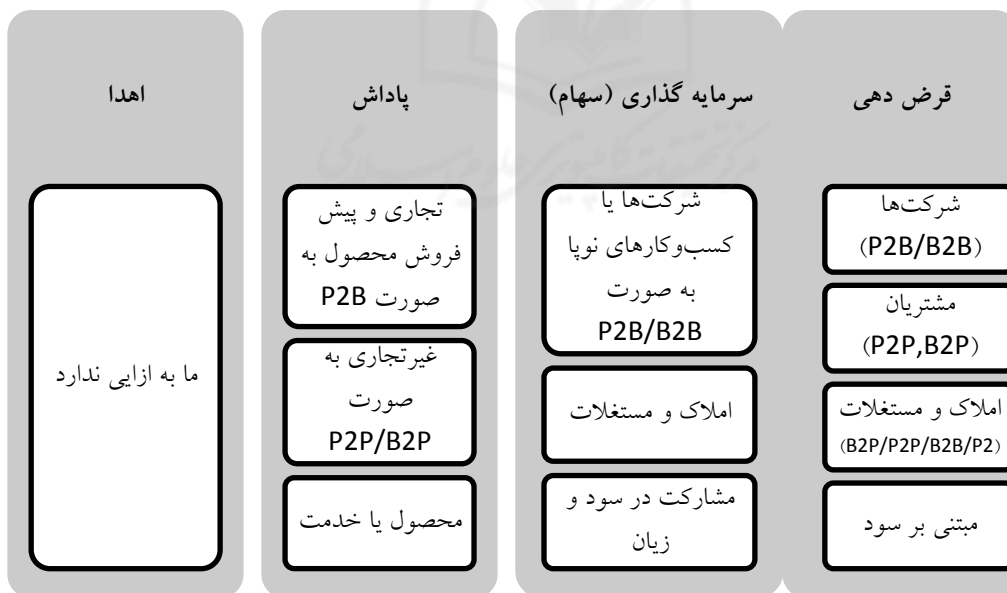 قرض دهی
شرکت‌ها
(P2B/B2B)
مشتریان
(P2P,B2P)
املاک و مستغلات
(B2P/P2P/B2B/P2)
مبتنی بر سود
سرمایه گذاری (سهام)
شرکت‌ها یا
کسب‌وکارهای نوپا
به صورت
P2B/B2B
املاک و مستغلات
مشارکت در سود و
زیان
پاداش
تجاری و پیش
فروش محصول به
صورت P2B
غیرتجاری به
صورت
P2P/B2P
محصول یا خدمت
اهدا
ما به ازایی ندارد